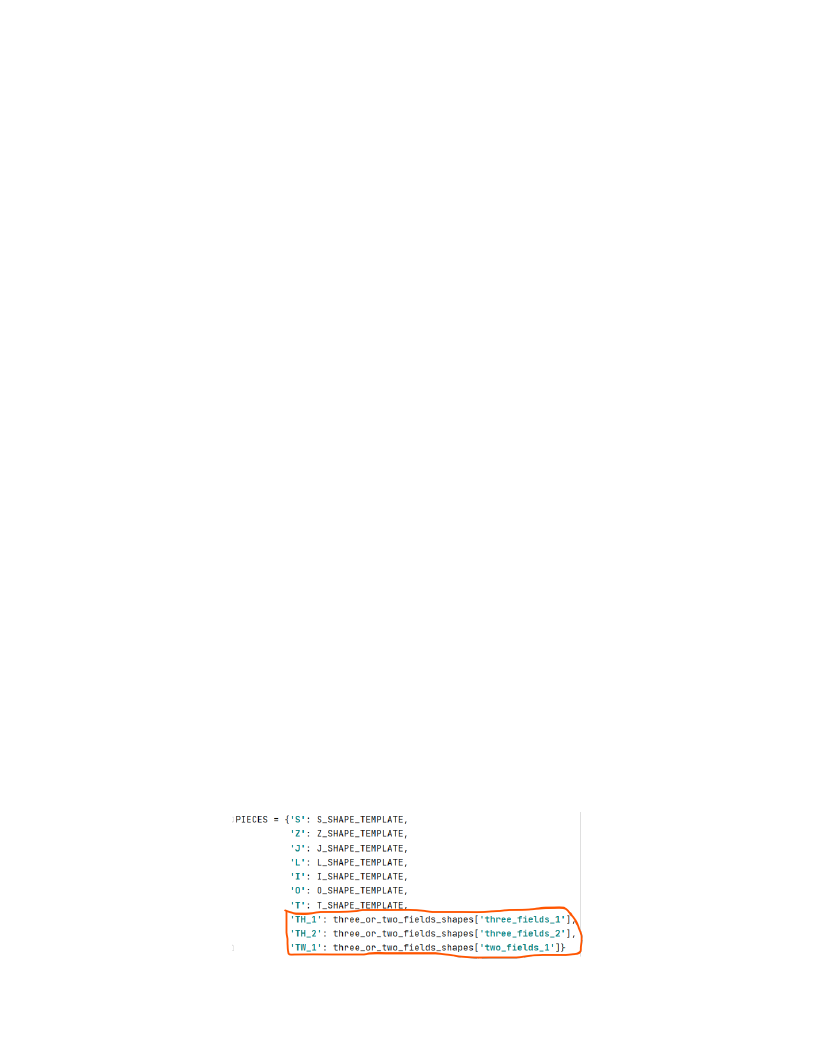 PIECES = {'S': S_SHAPE_TEMPLATE,
'Z': Z_SHAPE_TEMPLATE,
'J': J_SHAPE_TEMPLATE,
'L': L_SHAPE_TEMPLATE,
'I': I_SHAPE_TEMPLATE,
'O': O_SHAPE_TEMPLATE,
'T': T_SHAPE_TEMPLATE,
'TH_1': three_or_two_fields_shapes['three_fields_1'],
'TH_2': three_or_two_fields_shapes['three_fields_2'],
'TW_1': three_or_two_fields_shapes['two_fields_1']}